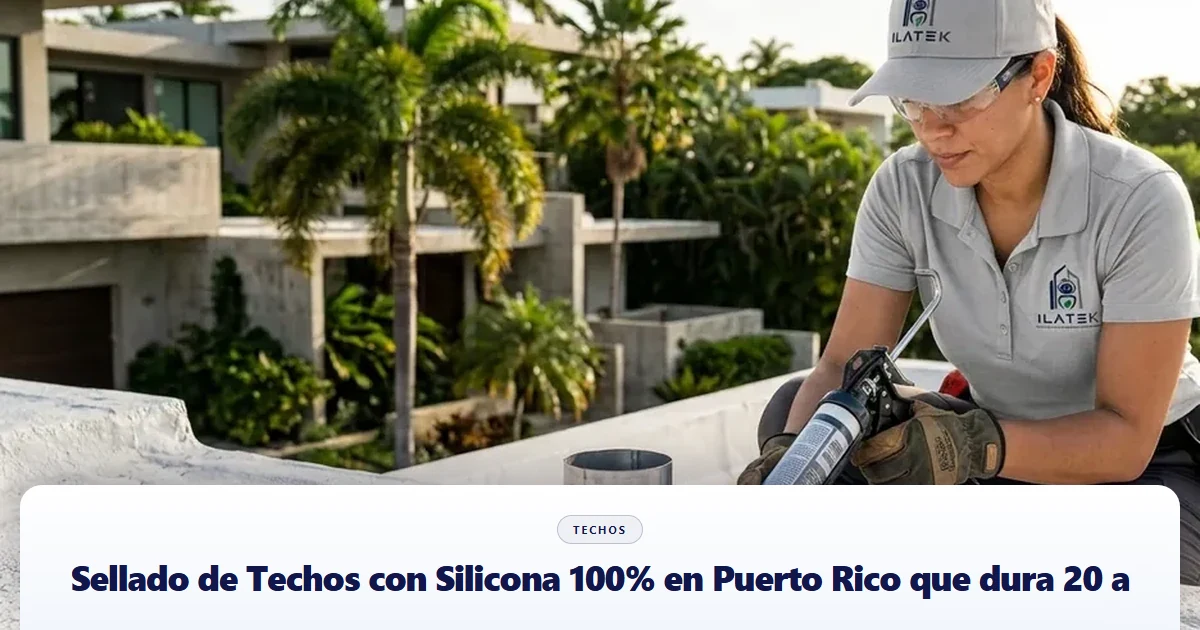 ILATEK
ILATEK
TECHOS
Sellado de Techos con Silicona 100% en Puerto Rico que dura 20 a